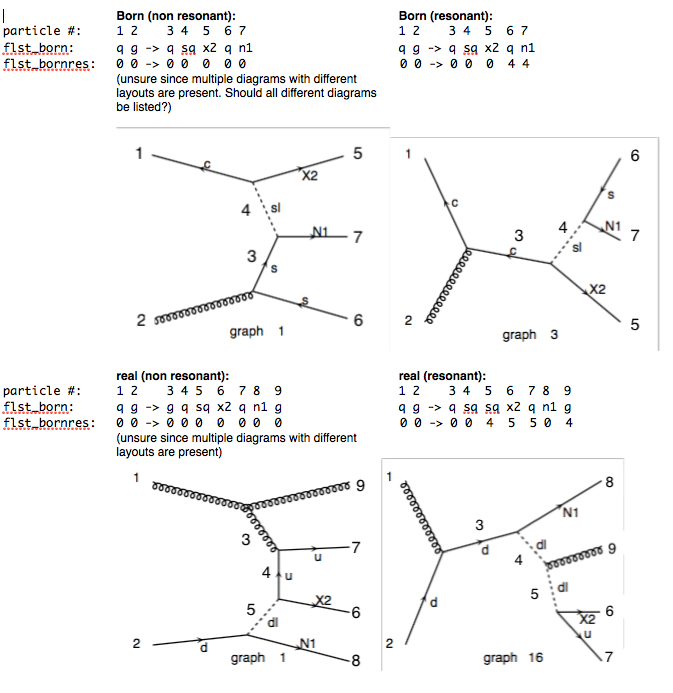 Born (non resonant): Born (resonant):
particle #: 1 2 3 4 5 6 7 1 2 3 4 5 6 7
flst_born: q g -> q sq x2 q n1 q g -> q sq x2 q n1
flst_bornres: 0 0 -> 0 0 0 0 0 0 0 -> 0 0 0 4 4
(unsure since multiple diagrams with different
layouts are present. Should all different diagrams
be listed?)
1 c X2 5
4 sl
N1 7
3 s
2 s 6
graph 1
1 c 6
s
3 c 4 sl N1 7
X2
2 5
graph 3
real (non resonant): real (resonant):
particle #: 1 2 3 4 5 6 7 8 9 1 2 3 4 5 6 7 8 9
flst_born: q g -> g q sq x2 q n1 g q g -> q sq sq x2 q n1 g
flst_bornres: 0 0 -> 0 0 0 0 0 0 0 0 0 -> 0 0 4 5 5 0 4
(unsure since multiple diagrams with different
layouts are present)
1 9
3 7
u
4 u
5 X2 6
dl
2 d N1 8
graph 1
1 8
N1
3 d dl 9
4
5 dl
d X2 6
u
2 7
graph 16